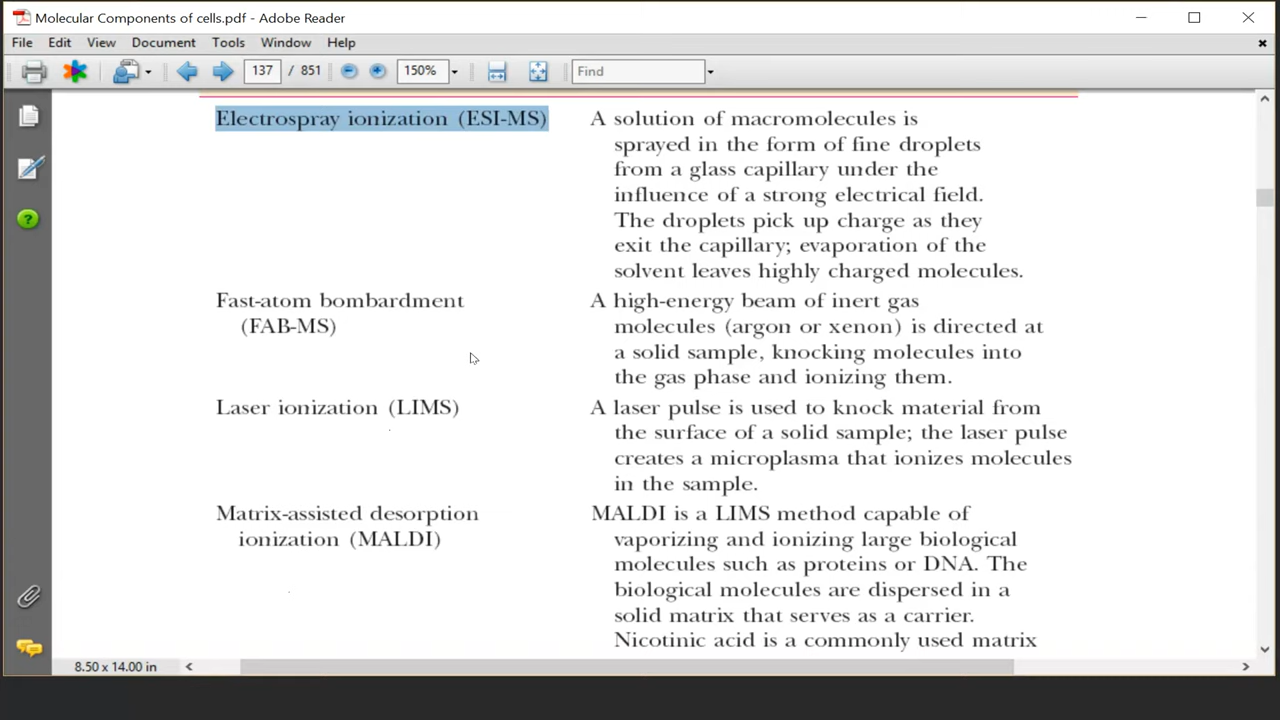 Molecular Components of cells.pdf - Adobe Reader
File Edit View Document Tools Window Help
137 / 851 150% Find
Electrospray ionization (ESI-MS) A solution of macromolecules is
sprayed in the form of fine droplets
from a glass capillary under the
influence of a strong electrical field.
The droplets pick up charge as they
exit the capillary; evaporation of the
solvent leaves highly charged molecules.
Fast-atom bombardment A high-energy beam of inert gas
(FAB-MS) molecules (argon or xenon) is directed at
a solid sample, knocking molecules into
the gas phase and ionizing them.
Laser ionization (LIMS) A laser pulse is used to knock material from
the surface of a solid sample; the laser pulse
creates a microplasma that ionizes molecules
in the sample.
Matrix-assisted desorption MALDI is a LIMS method capable of
ionization (MALDI) vaporizing and ionizing large biological
molecules such as proteins or DNA. The
biological molecules are dispersed in a
solid matrix that serves as a carrier.
Nicotinic acid is a commonly used matrix
8.50 x 14.00 in